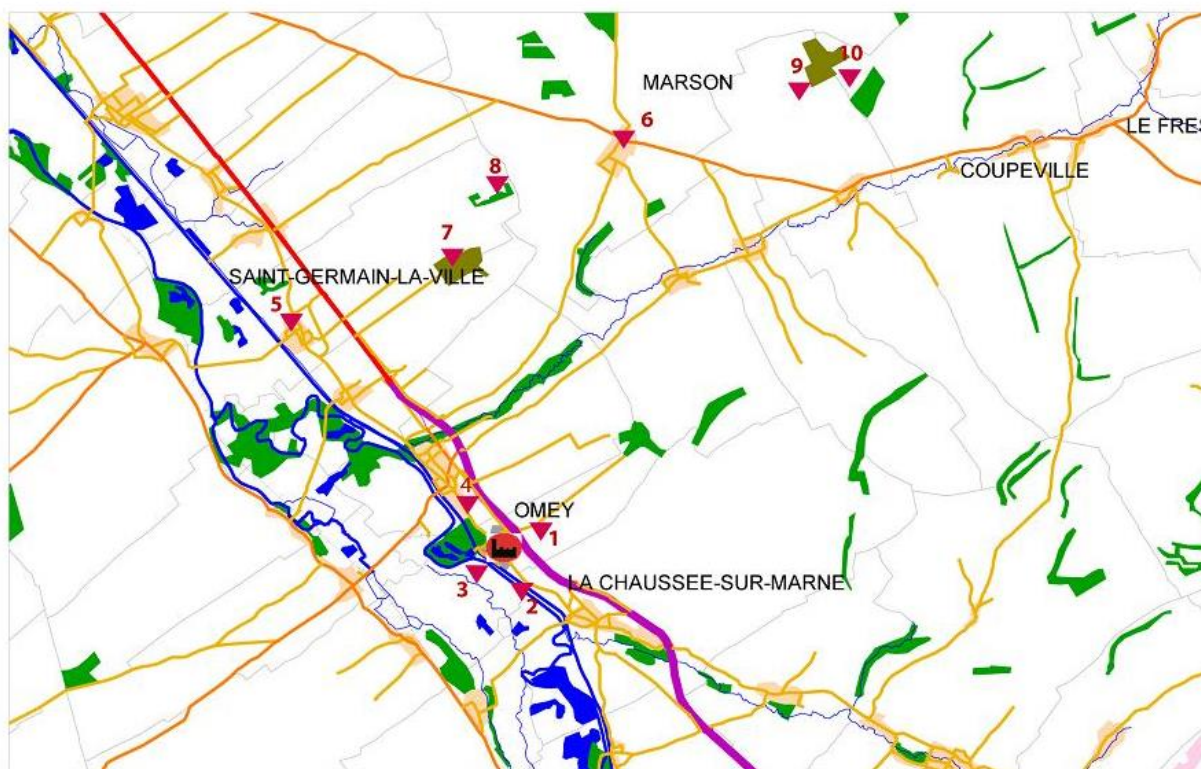 10
9
MARSON
6
LE FRES
8
COUPEVILLE
7
SAINT-GERMAIN-LA-VILLE
5
4
OMEY
1
LA CHAUSSEE-SUR-MARNE
3
2